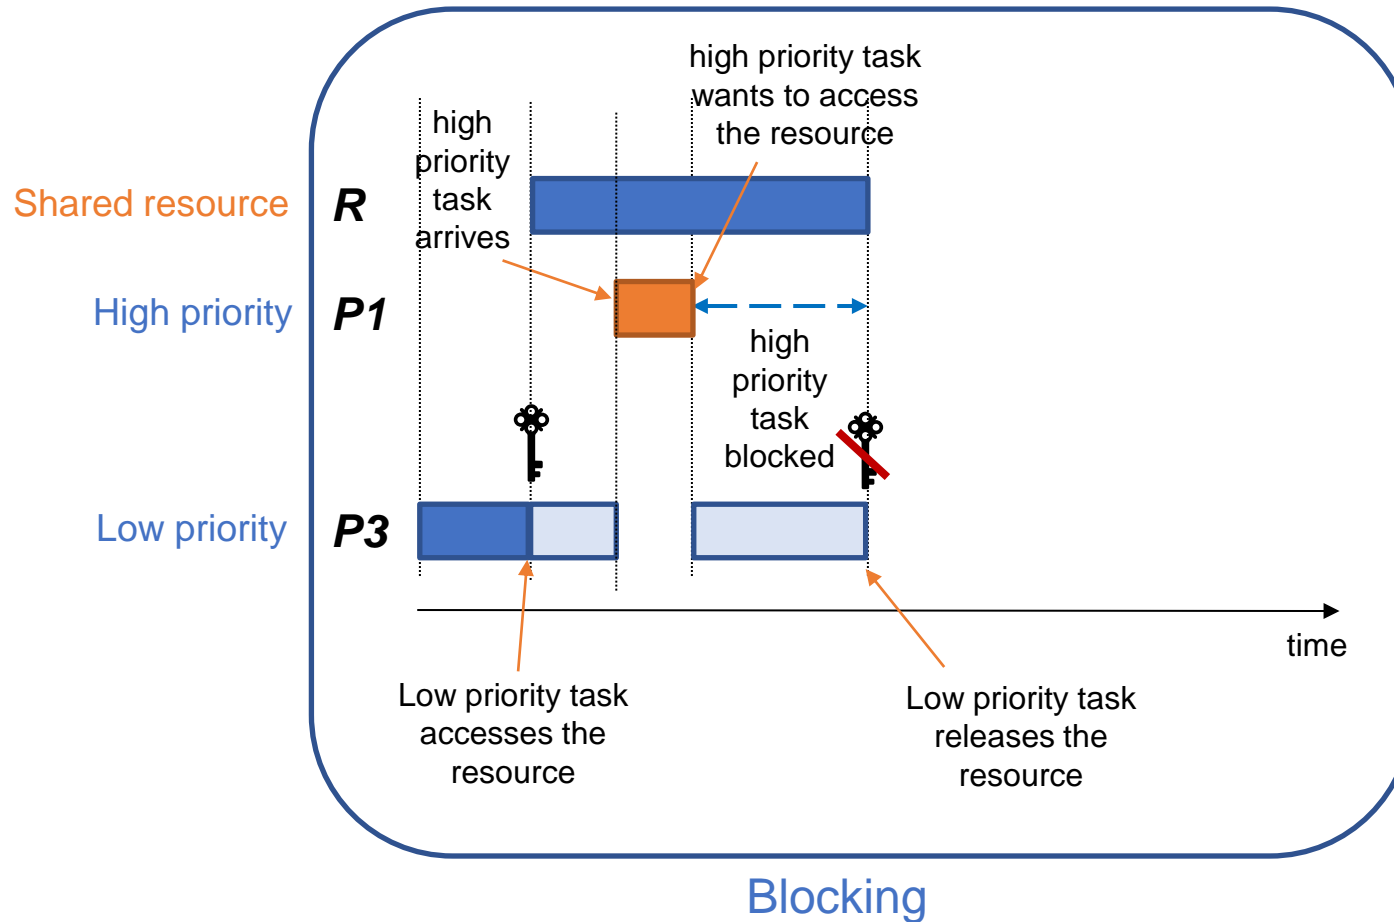 high priority task
wants to access
the resource
high
priority
task
arrives
Shared resource
R
High priority
P1
high
priority
task
blocked
Low priority
P3
time
Low priority task
accesses the
resource
Low priority task
releases the
resource
Blocking